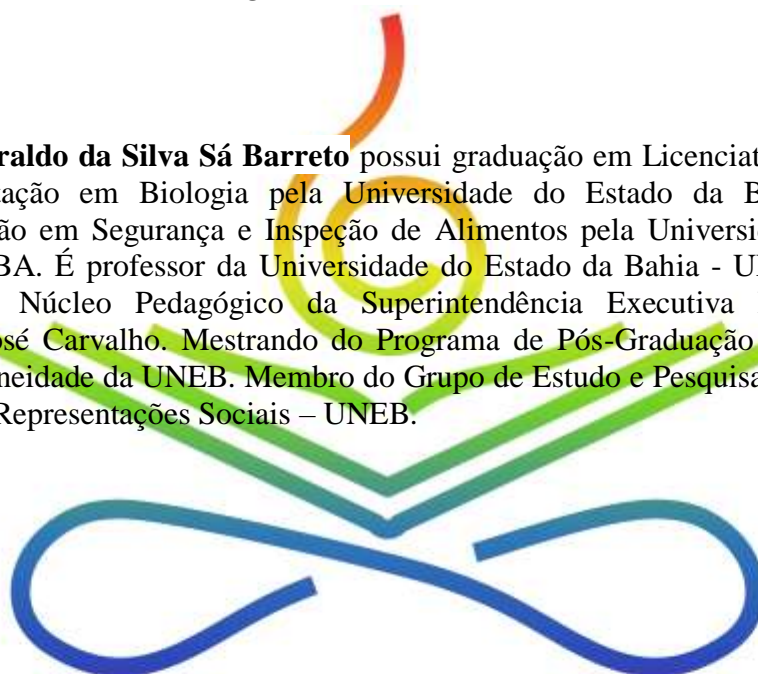 raldo da Silva Sá Barreto possui graduação em Licenciat
tação em Biologia pela Universidade do Estado da B
ão em Segurança e Inspeção de Alimentos pela Universi
BA. É professor da Universidade do Estado da Bahia - U
Núcleo Pedagógico da Superintendência Executiva
osé Carvalho. Mestrando do Programa de Pós-Graduação
neidade da UNEB. Membro do Grupo de Estudo e Pesquisa
Representações Sociais – UNEB.